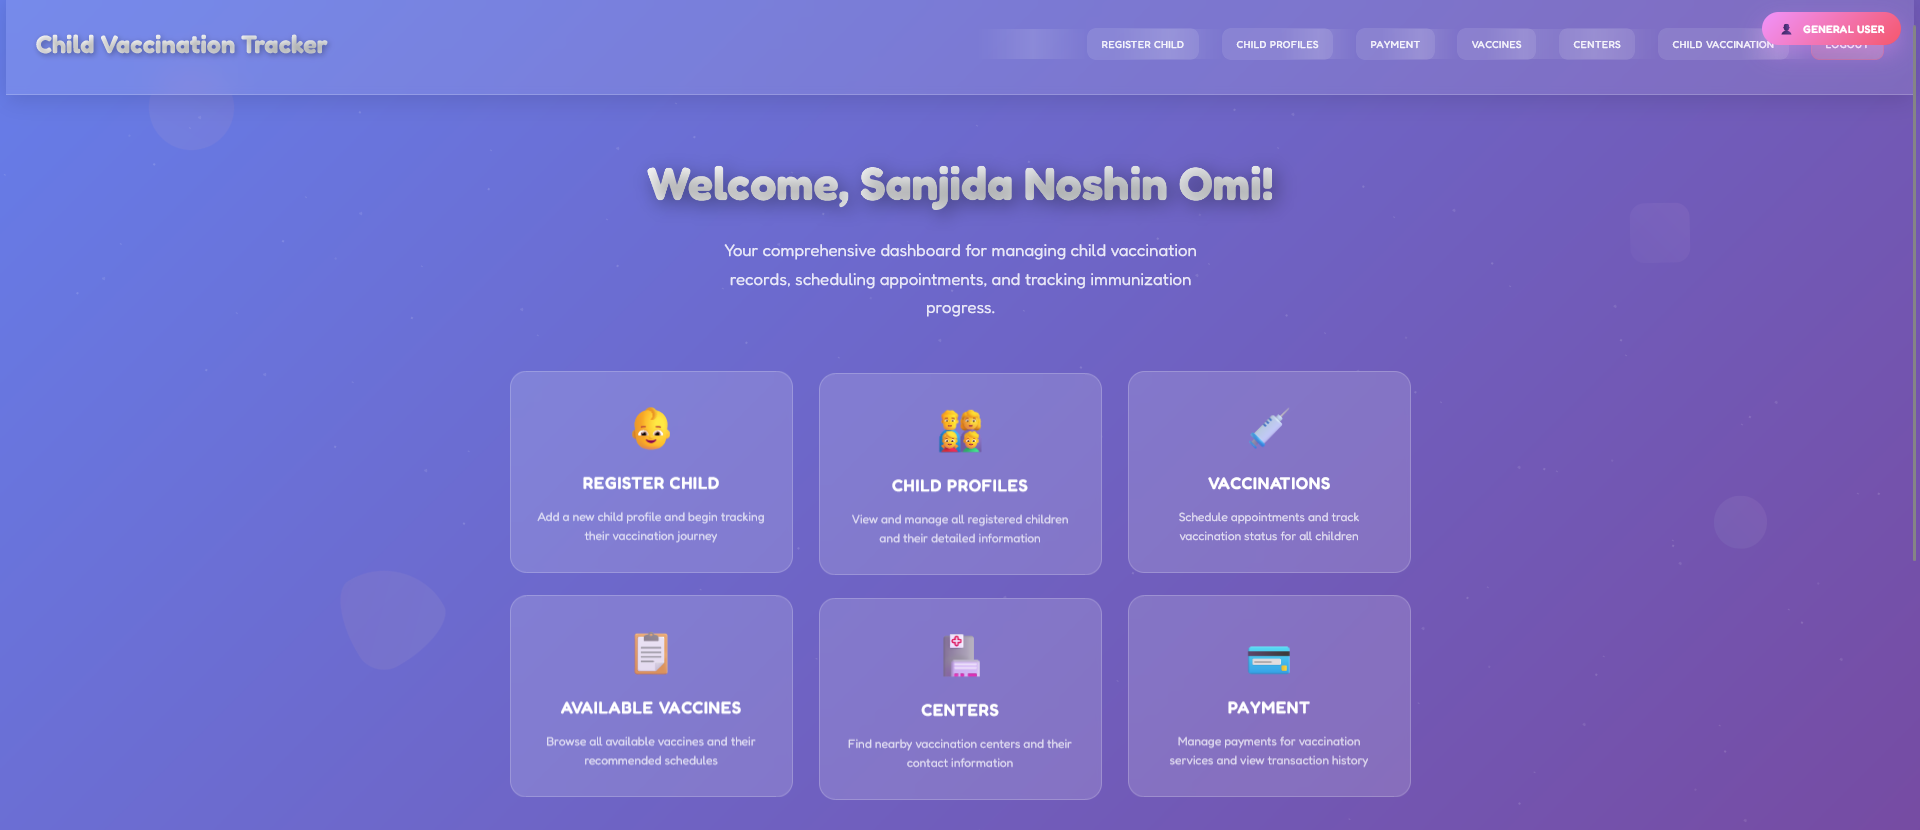 Child Vaccination Tracker
REGISTER CHILD
CHILD PROFILES
PAYMENT
VACCINES
CENTERS
CHILD VACCINATION
LOGOUT
GENERAL USER
Welcome, Sanjida Noshin Omi!
Your comprehensive dashboard for managing child vaccination
records, scheduling appointments, and tracking immunization
progress.
REGISTER CHILD
Add a new child profile and begin tracking
their vaccination journey
CHILD PROFILES
View and manage all registered children
and their detailed information
VACCINATIONS
Schedule appointments and track
vaccination status for all children
AVAILABLE VACCINES
Browse all available vaccines and their
recommended schedules
CENTERS
Find nearby vaccination centers and their
contact information
PAYMENT
Manage payments for vaccination
services and view transaction history